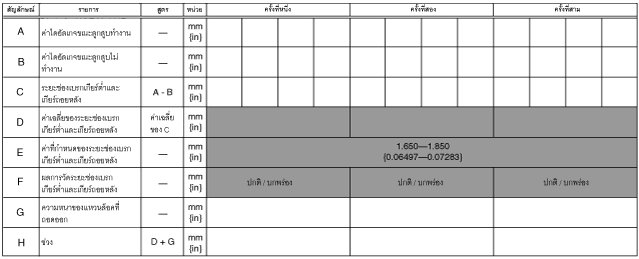 สัญลักษณ์ รายการ สูตร หน่วย ครั้งที่หนึ่ง ครั้งที่สอง ครั้งที่สาม
A ค่าไดอัลเกจขณะลูกสูบทำงาน — mm
{in}
B ค่าไดอัลเกจขณะลูกสูบไม่
ทำงาน — mm
{in}
C ระยะช่องเบรกเกียร์ต่ำและ
เกียร์ถอยหลัง A - B mm
{in}
D ค่าเฉลี่ยของระยะช่องเบรก
เกียร์ต่ำและเกียร์ถอยหลัง ค่าเฉลี่ย
ของ C mm
{in}
E ค่าที่กำหนดของระยะช่องเบรก
เกียร์ต่ำและเกียร์ถอยหลัง — mm
{in} 1.650—1.850
{0.06497—0.07283}
F ผลการวัดระยะช่องเบรก
เกียร์ต่ำและเกียร์ถอยหลัง — mm
{in} ปกติ / บกพร่อง ปกติ / บกพร่อง ปกติ / บกพร่อง
G ความหนาของแหวนล็อคที่
ถอดออก — mm
{in}
H ช่วง D + G mm
{in}